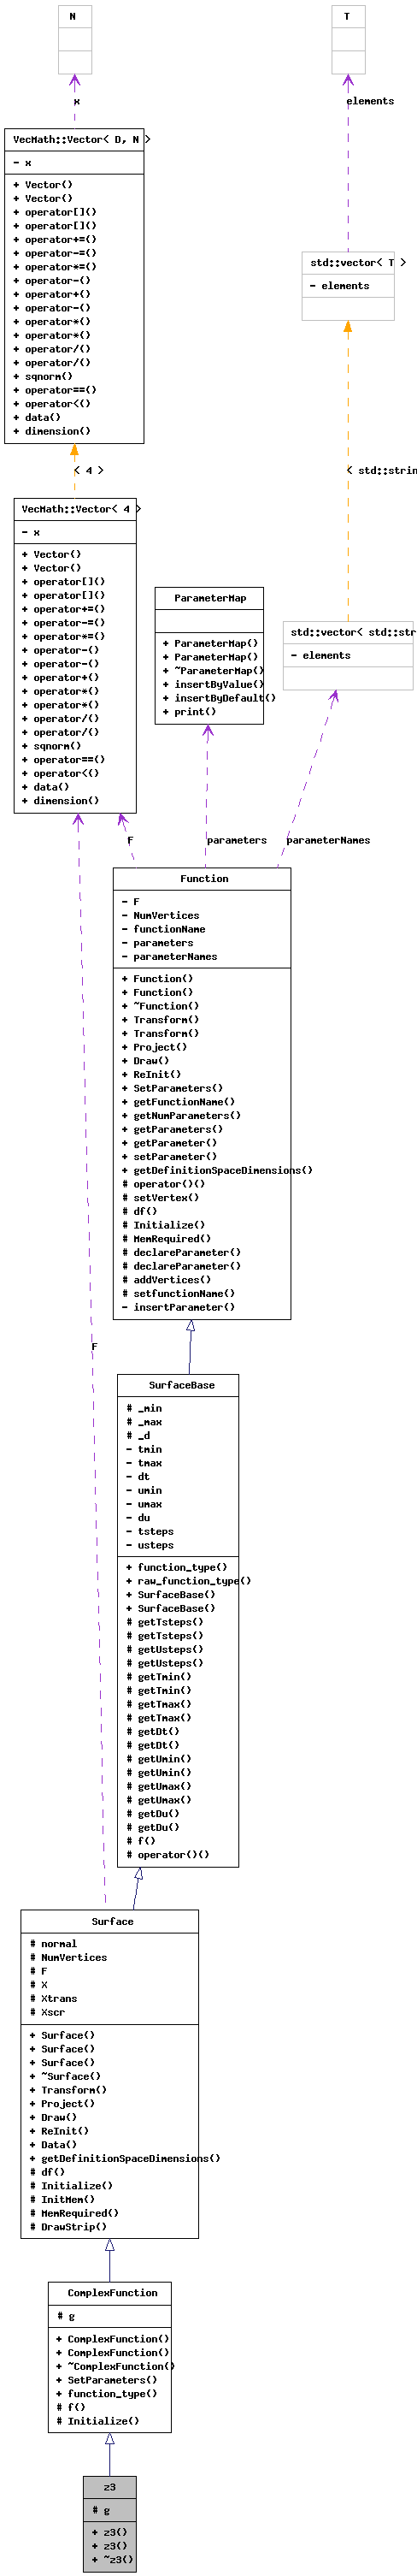 N
T
x
elements
VecMath::Vector< D, N >
- x
+ Vector()
+ Vector()
+ operator[]()
+ operator[]()
+ operator+=()
+ operator-=()
+ operator*=()
+ operator-()
+ operator+()
+ operator-()
+ operator*()
+ operator*()
+ operator/()
+ operator/()
+ sqnorm()
+ operator==()
+ operator<()
+ data()
+ dimension()
std::vector< T >
- elements
< 4 >
< std::strin
VecMath::Vector< 4 >
- x
+ Vector()
+ Vector()
+ operator[]()
+ operator[]()
+ operator+=()
+ operator-=()
+ operator*=()
+ operator-()
+ operator-()
+ operator+()
+ operator*()
+ operator*()
+ operator/()
+ operator/()
+ sqnorm()
+ operator==()
+ operator<()
+ data()
+ dimension()
ParameterMap
+ ParameterMap()
+ ParameterMap()
+ ~ParameterMap()
+ insertByValue()
+ insertByDefault()
+ print()
std::vector< std::str
- elements
F
parameters
parameterNames
Function
- F
- NumVertices
- functionName
- parameters
- parameterNames
+ Function()
+ Function()
+ ~Function()
+ Transform()
+ Transform()
+ Project()
+ Draw()
+ ReInit()
+ SetParameters()
+ getFunctionName()
+ getNumParameters()
+ getParameters()
+ getParameter()
+ setParameter()
+ getDefinitionSpaceDimensions()
# operator()()
# setVertex()
# df()
# Initialize()
# MemRequired()
# declareParameter()
# declareParameter()
# addVertices()
# setfunctionName()
- insertParameter()
F
SurfaceBase
# _min
# _max
# _d
- tmin
- tmax
- dt
- umin
- umax
- du
- tsteps
- usteps
+ function_type()
+ raw_function_type()
+ SurfaceBase()
+ SurfaceBase()
# getTsteps()
# getTsteps()
# getUsteps()
# getUsteps()
# getTmin()
# getTmin()
# getTmax()
# getTmax()
# getDt()
# getDt()
# getUmin()
# getUmin()
# getUmax()
# getUmax()
# getDu()
# getDu()
# f()
# operator()()
Surface
# normal
# NumVertices
# F
# X
# Xtrans
# Xscr
+ Surface()
+ Surface()
+ Surface()
+ ~Surface()
+ Transform()
+ Project()
+ Draw()
+ ReInit()
+ Data()
+ getDefinitionSpaceDimensions()
# df()
# Initialize()
# InitMem()
# MemRequired()
# DrawStrip()
ComplexFunction
# g
+ ComplexFunction()
+ ComplexFunction()
+ ~ComplexFunction()
+ SetParameters()
+ function_type()
# f()
# Initialize()
z3
# g
+ z3()
+ z3()
+ ~z3()